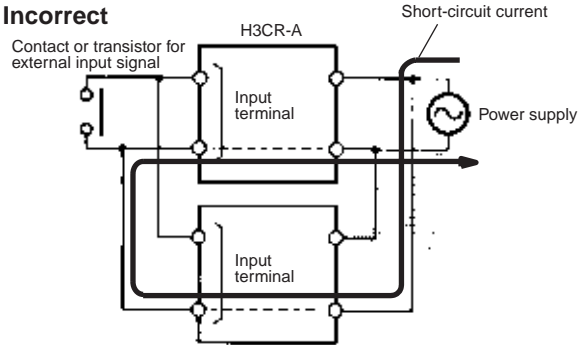 Incorrect
Short-circuit current
H3CR-A
Contact or transistor for
external input signal
Input
terminal
Power supply
Input
terminal